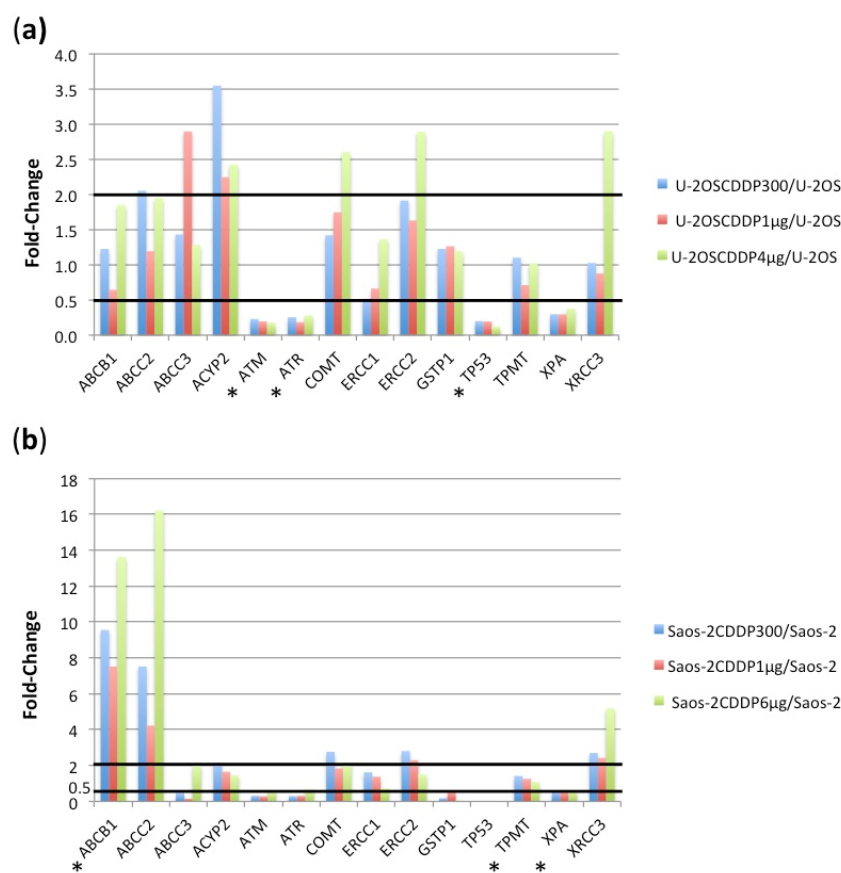 (a)
4.0
3.5
3.0
2.5
2.0
1.5
1.0
0.5
0.0
Fold-Change
ABCB1
ABCC2
ABCC3
ACYP2
* ATM
* ATR
COMT
ERCC1
ERCC2
GSTP1
* TP53
TPMT
XPA
XRCC3
U-2OSCDDP300/U-2OS
U-2OSCDDP1µg/U-2OS
U-2OSCDDP4µg/U-2OS
(b)
18
16
14
12
10
8
6
4
2
0.5
0
Fold-Change
* ABCB1
ABCC2
ABCC3
ACYP2
ATM
ATR
COMT
ERCC1
ERCC2
GSTP1
TP53
* TPMT
* XPA
XRCC3
Saos-2CDDP300/Saos-2
Saos-2CDDP1µg/Saos-2
Saos-2CDDP6µg/Saos-2